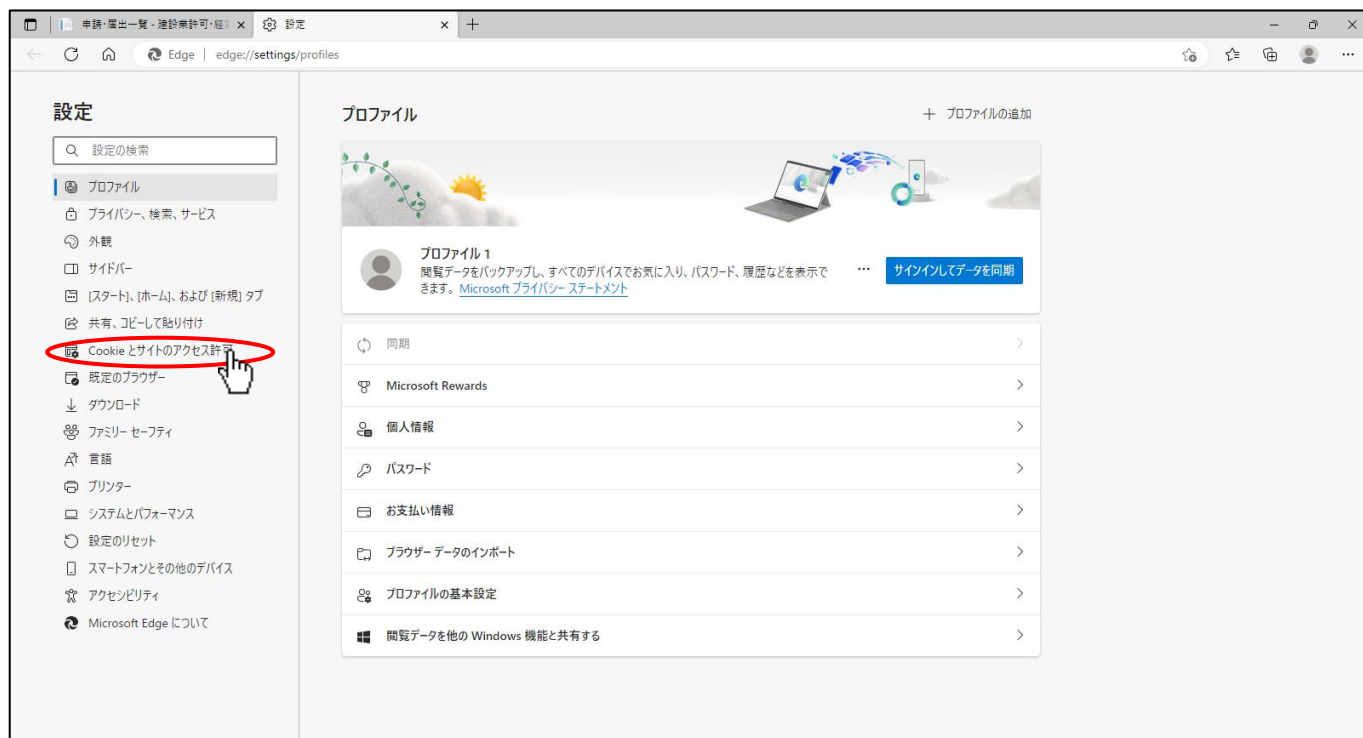 申請・届出一覧 - 建設業許可・経
設定
Edge | edge://settings/profiles
設定
設定の検索
プロファイル
プライバシー、検索、サービス
外観
サイドバー
[スタート]、[ホーム]、および [新規] タブ
共有、コピーして貼り付け
Cookie とサイトのアクセス許可
既定のブラウザー
ダウンロード
ファミリー セーフティ
言語
プリンター
システムとパフォーマンス
設定のリセット
スマートフォンとその他のデバイス
アクセシビリティ
Microsoft Edge について
プロファイル
プロファイルの追加
プロファイル 1
閲覧データをバックアップし、すべてのデバイスでお気に入り、パスワード、履歴などを表示で
きます。Microsoft プライバシー ステートメント
サインインしてデータを同期
同期
Microsoft Rewards
個人情報
パスワード
お支払い情報
ブラウザー データのインポート
プロファイルの基本設定
閲覧データを他の Windows 機能と共有する